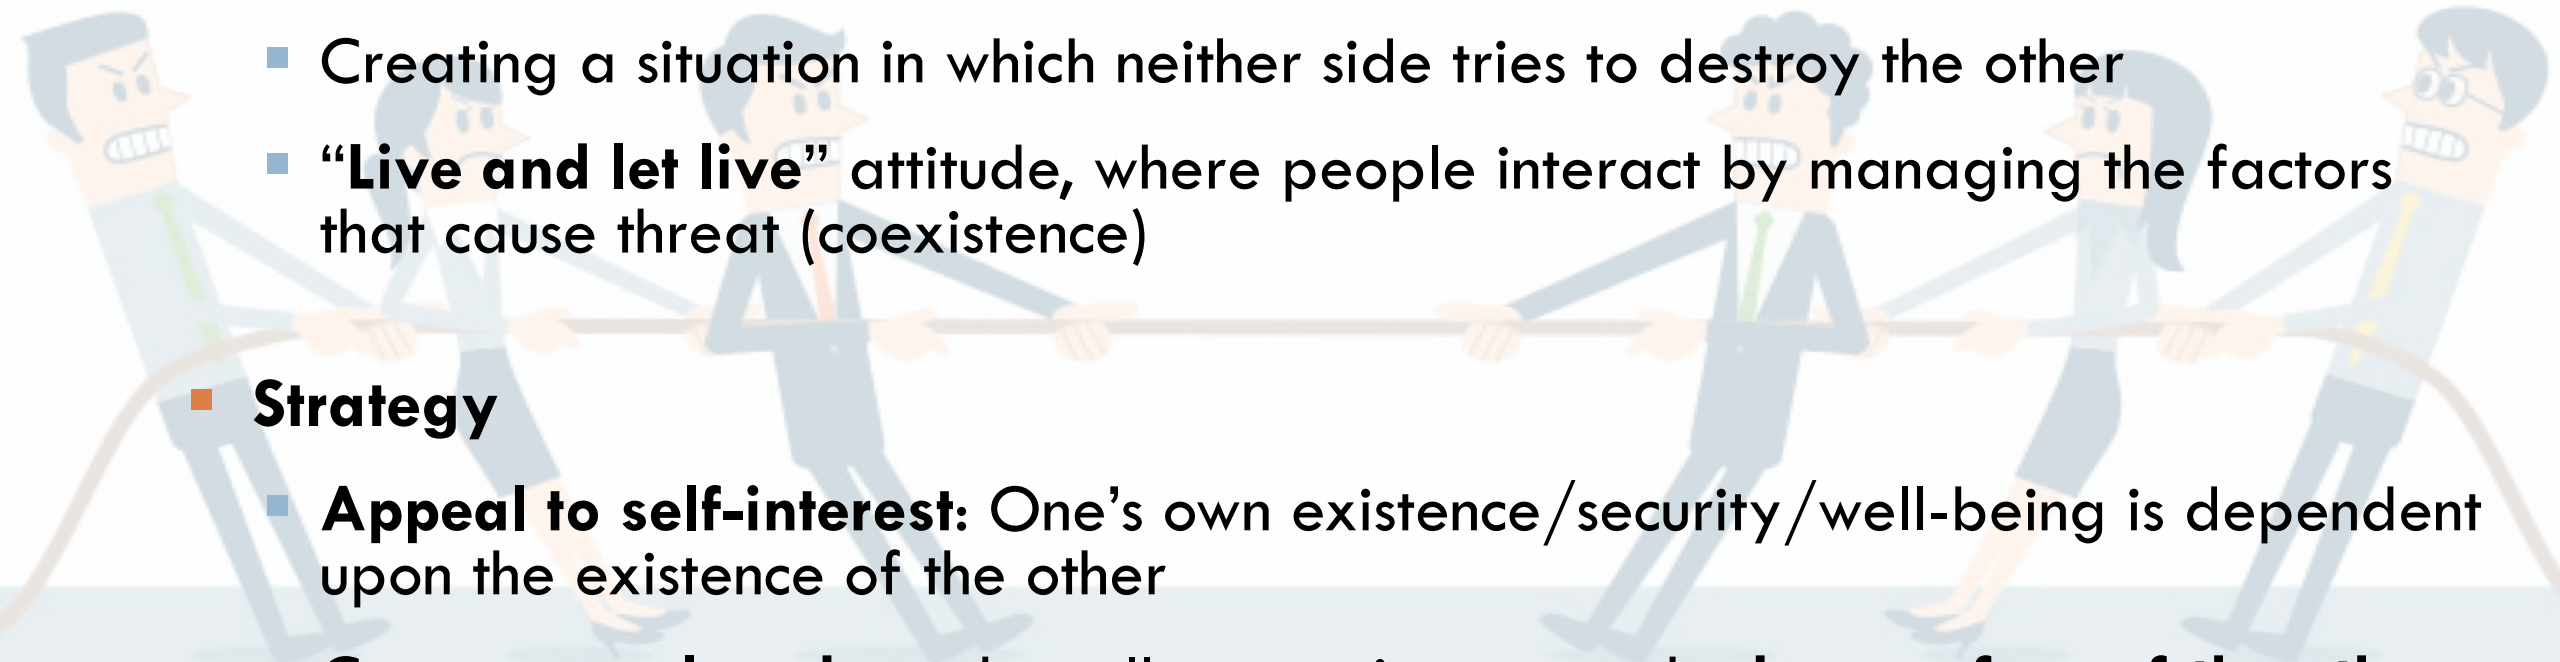 Creating a situation in which neither side tries to destroy the other
“Live and let live” attitude, where people interact by managing the factors
that cause threat (coexistence)
Strategy
Appeal to self-interest: One’s own existence/security/well-being is dependent
upon the existence of the other